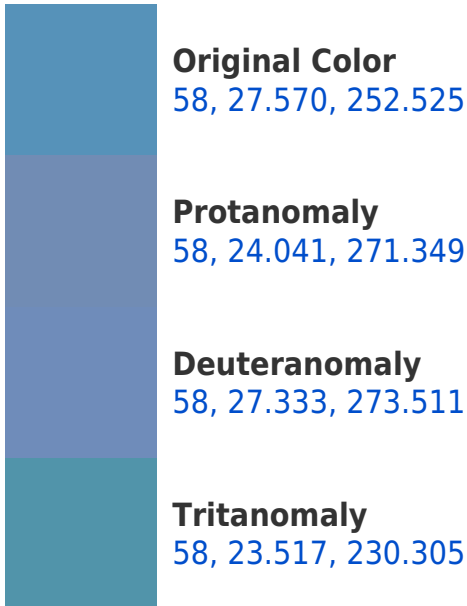 Original Color
58, 27.570, 252.525
Protanomaly
58, 24.041, 271.349
Deuteranomaly
58, 27.333, 273.511
Tritanomaly
58, 23.517, 230.305